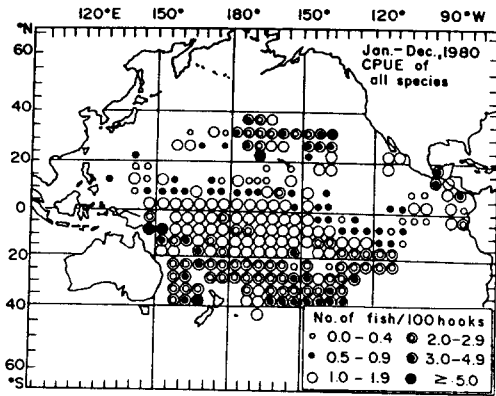 120°E 150° 180° 150° 120° 90°W
°N
Jan.-Dec.,1980
CPUE of
all species
60
40
20
0
20
40
60
°S
No. of fish/100 hooks
0.0-0.4 2.0-2.9
0.5-0.9 3.0-4.9
1.0-1.9 ≥ 5.0